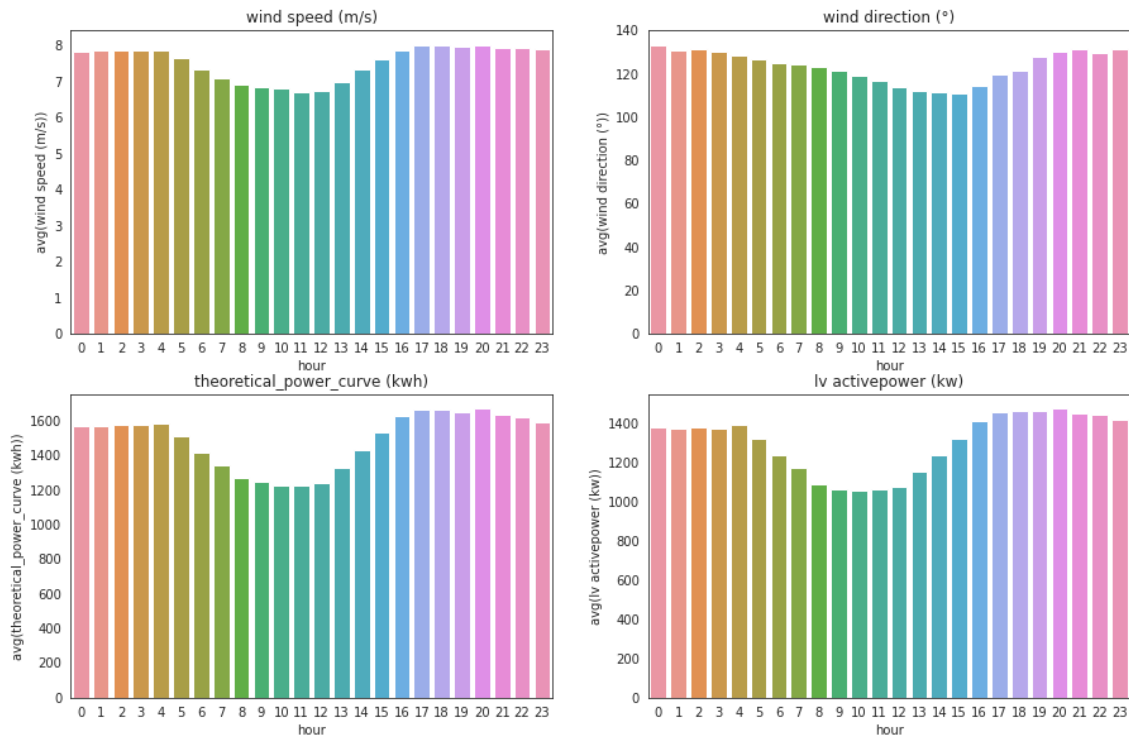 wind speed (m/s)
avg(wind speed (m/s))
8
7
6
5
4
3
2
1
0
0 1 2 3 4 5 6 7 8 9 10 11 12 13 14 15 16 17 18 19 20 21 22 23
hour
wind direction (°)
avg(wind direction (°))
140
120
100
80
60
40
20
0
0 1 2 3 4 5 6 7 8 9 10 11 12 13 14 15 16 17 18 19 20 21 22 23
hour
theoretical_power_curve (kwh)
avg(theoretical_power_curve (kwh))
1600
1400
1200
1000
800
600
400
200
0
0 1 2 3 4 5 6 7 8 9 10 11 12 13 14 15 16 17 18 19 20 21 22 23
hour
lv activepower (kw)
avg(lv activepower (kw))
1400
1200
1000
800
600
400
200
0
0 1 2 3 4 5 6 7 8 9 10 11 12 13 14 15 16 17 18 19 20 21 22 23
hour